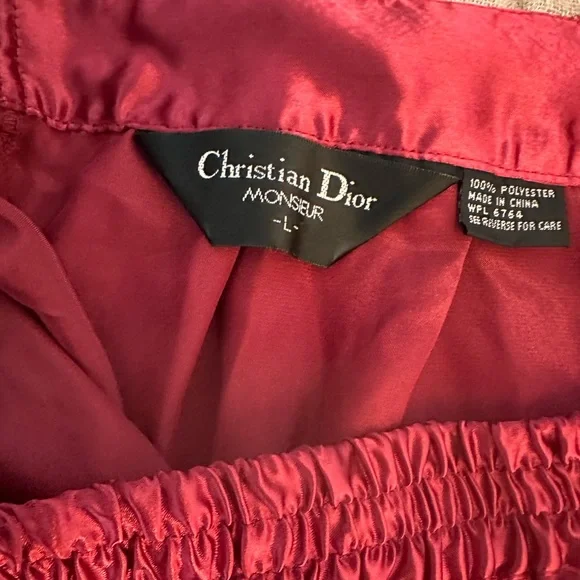 Christian Dior
MONSIEUR
-L-
100% POLYESTER
MADE IN CHINA
WPL 6764
SEE REVERSE FOR CARE